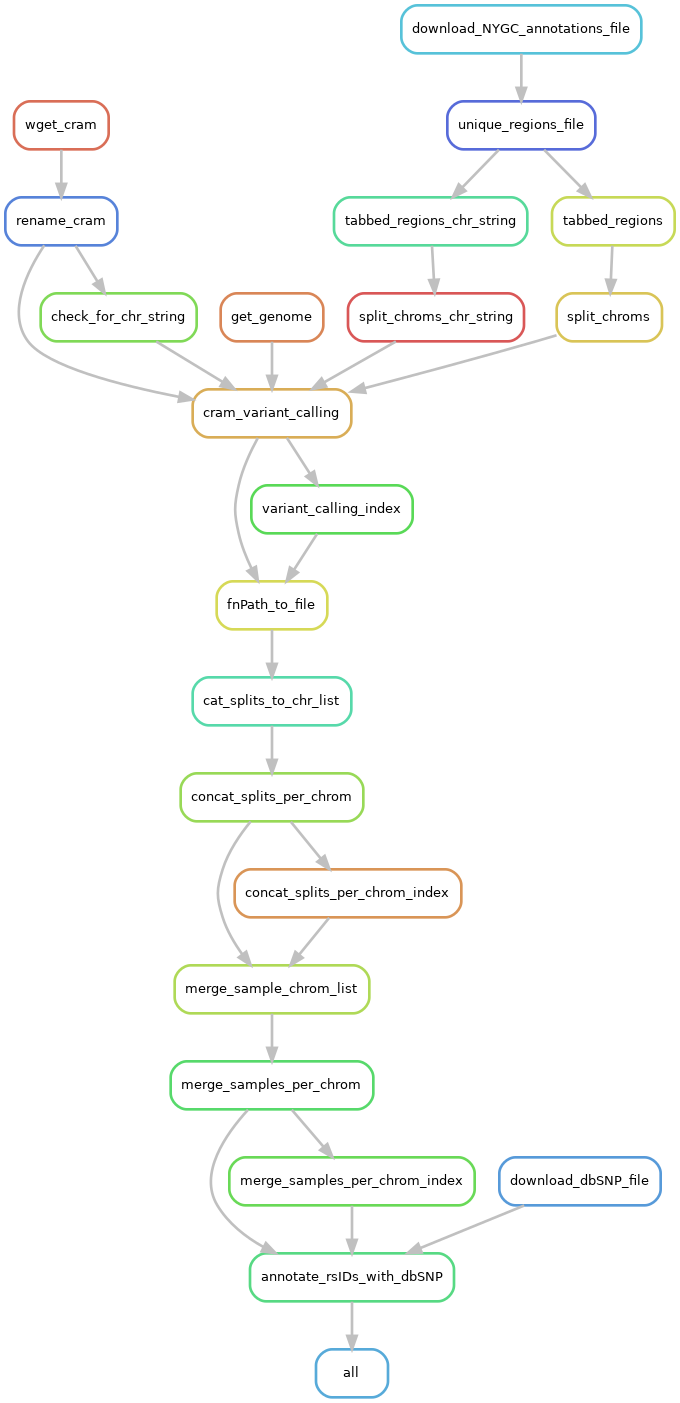 download_NYGC_annotations_file
wget_cram
unique_regions_file
rename_cram
tabbed_regions_chr_string
tabbed_regions
check_for_chr_string
get_genome
split_chroms_chr_string
split_chroms
cram_variant_calling
variant_calling_index
fnPath_to_file
cat_splits_to_chr_list
concat_splits_per_chrom
concat_splits_per_chrom_index
merge_sample_chrom_list
merge_samples_per_chrom
merge_samples_per_chrom_index
download_dbSNP_file
annotate_rsIDs_with_dbSNP
all